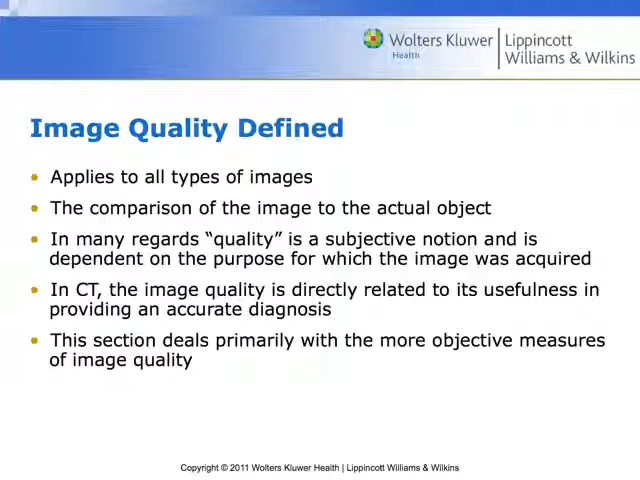 Wolters Kluwer
Health
Lippincott
Williams & Wilkins
Image Quality Defined
• Applies to all types of images
• The comparison of the image to the actual object
• In many regards “quality” is a subjective notion and is
dependent on the purpose for which the image was acquired
• In CT, the image quality is directly related to its usefulness in
providing an accurate diagnosis
• This section deals primarily with the more objective measures
of image quality
Copyright © 2011 Wolters Kluwer Health | Lippincott Williams & Wilkins